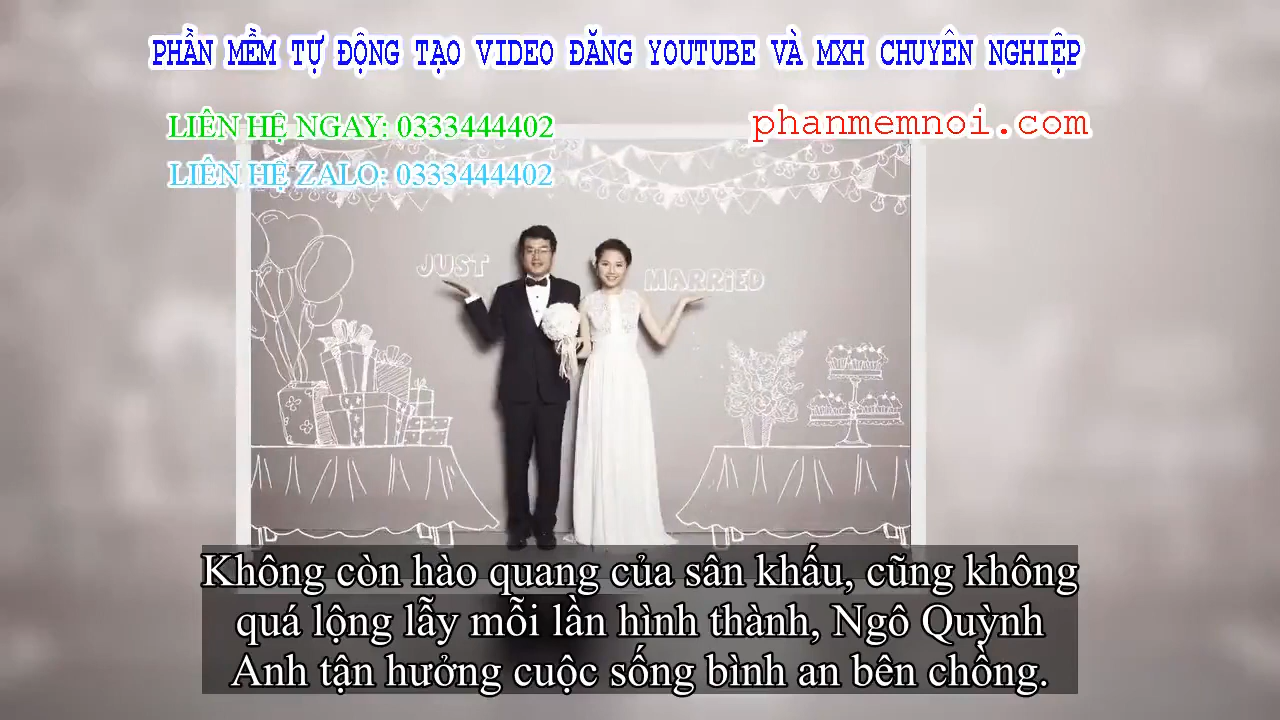 PHẦN MỀM TỰ ĐỘNG TẠO VIDEO ĐĂNG YOUTUBE VÀ MXH CHUYÊN NGHIỆP
LIÊN HỆ NGAY: 0333444402
phanmemnoi.com
LIÊN HỆ ZALO: 0333444402
JUST
MARRIED
Không còn hào quang của sân khấu, cũng không
quá lộng lẫy mỗi lần hình thành, Ngô Quỳnh
Anh tận hưởng cuộc sống bình an bên chồng.